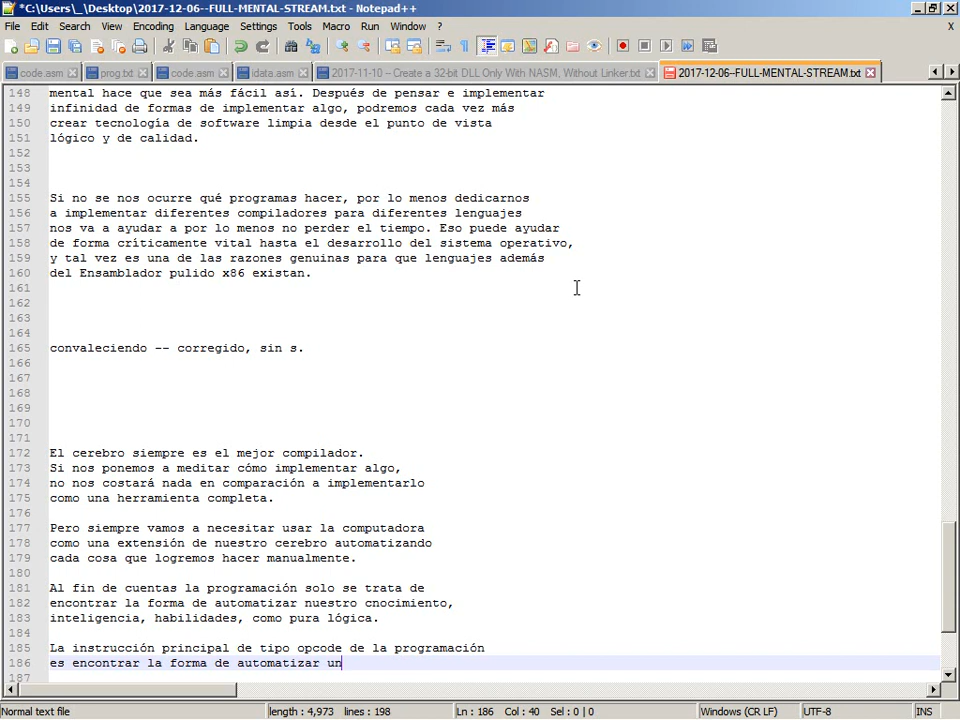 *C:\Users\_\Desktop\2017-12-06--FULL-MENTAL-STREAM.txt - Notepad++
File Edit Search View Encoding Language Settings Tools Macro Run Window ?
X
code.asm prog.txt code.asm idata.asm 2017-11-10 – Create a 32-bit DLL Only With NASM, Without Linker.txt 2017-12-06--FULL-MENTAL-STREAM.txt
148 mental hace que sea más fácil así. Después de pensar e implementar
149 infinidad de formas de implementar algo, podremos cada vez más
150 crear tecnología de software limpia desde el punto de vista
151 lógico y de calidad.
152
153
154
155 Si no se nos ocurre qué programas hacer, por lo menos dedicarnos
156 a implementar diferentes compiladores para diferentes lenguajes
157 nos va a ayudar a por lo menos no perder el tiempo. Eso puede ayudar
158 de forma críticamente vital hasta el desarrollo del sistema operativo,
159 y tal vez es una de las razones genuinas para que lenguajes además
160 del Ensamblador pulido x86 existan.
161
162
163
164
165 convaleciendo -- corregido, sin s.
166
167
168
169
170
171
172 El cerebro siempre es el mejor compilador.
173 Si nos ponemos a meditar cómo implementar algo,
174 no nos costará nada en comparación a implementarlo
175 como una herramienta completa.
176
177 Pero siempre vamos a necesitar usar la computadora
178 como una extensión de nuestro cerebro automatizando
179 cada cosa que logremos hacer manualmente.
180
181 Al fin de cuentas la programación solo se trata de
182 encontrar la forma de automatizar nuestro cnocimiento,
183 inteligencia, habilidades, como pura lógica.
184
185 La instrucción principal de tipo opcode de la programación
186 es encontrar la forma de automatizar un
187
Normal text file length : 4,973 lines : 198 Ln : 186 Col : 40 Sel : 0 | 0 Windows (CR LF) UTF-8 INS